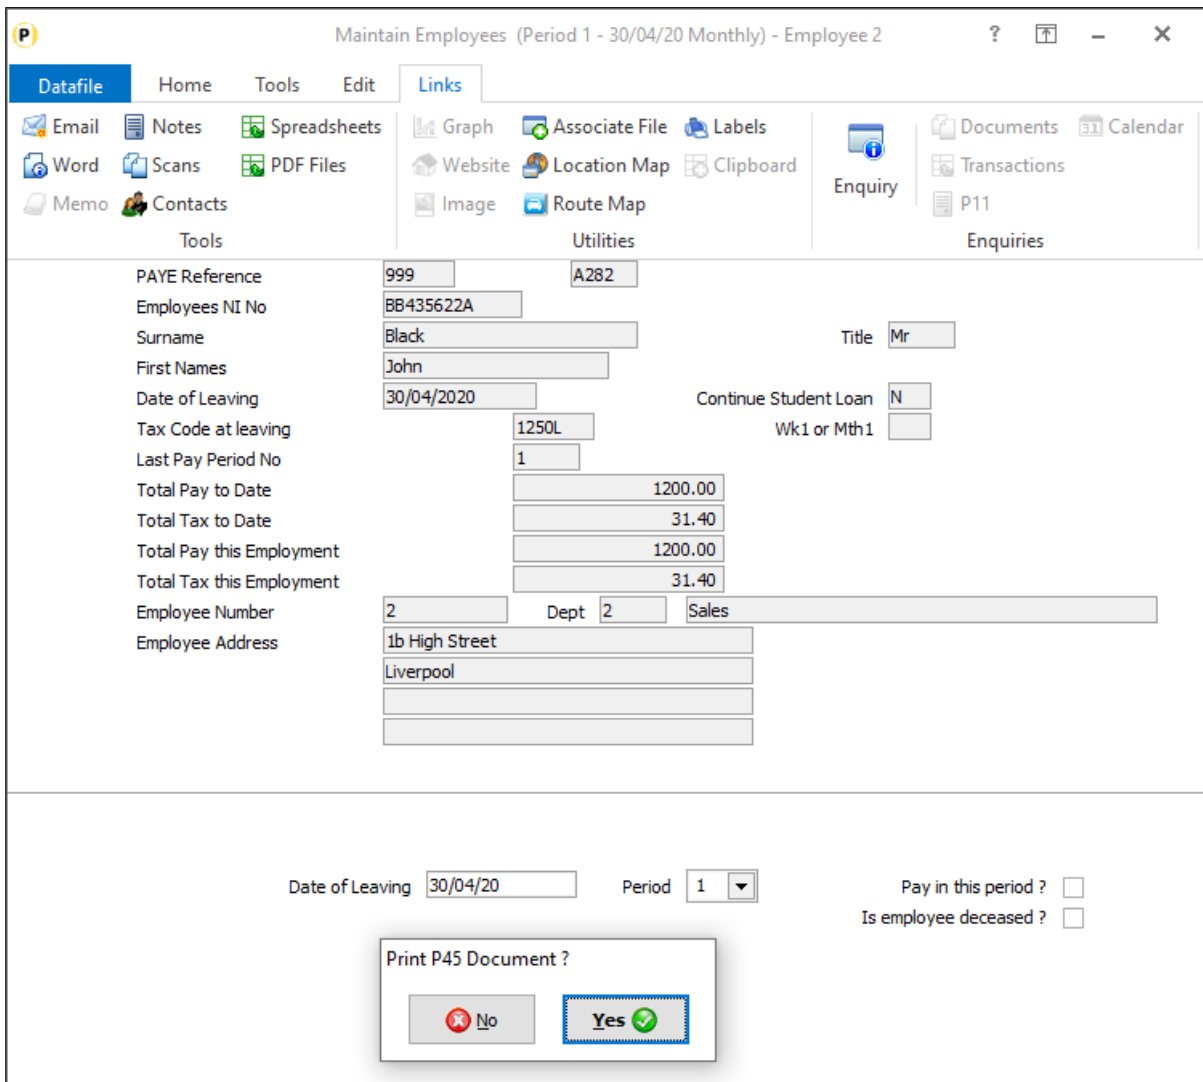 P Maintain Employees (Period 1 - 30/04/20 Monthly) - Employee 2 ?
Datafile Home Tools Edit Links
Email Notes Spreadsheets Graph Associate File Labels Documents 31 Calendar
Word Scans PDF Files Website Location Map Clipboard Enquiry Transactions
Memo Contacts Image Route Map P11
Tools Utilities Enquiries
PAYE Reference 999 A282
Employees NI No BB435622A
Surname Black Title Mr
First Names John
Date of Leaving 30/04/2020 Continue Student Loan N
Tax Code at leaving 1250L Wk1 or Mth1
Last Pay Period No 1
Total Pay to Date 1200.00
Total Tax to Date 31.40
Total Pay this Employment 1200.00
Total Tax this Employment 31.40
Employee Number 2 Dept 2 Sales
Employee Address 1b High Street
Liverpool
Date of Leaving 30/04/20 Period 1 Pay in this period ?
Is employee deceased ?
Print P45 Document ?
No Yes